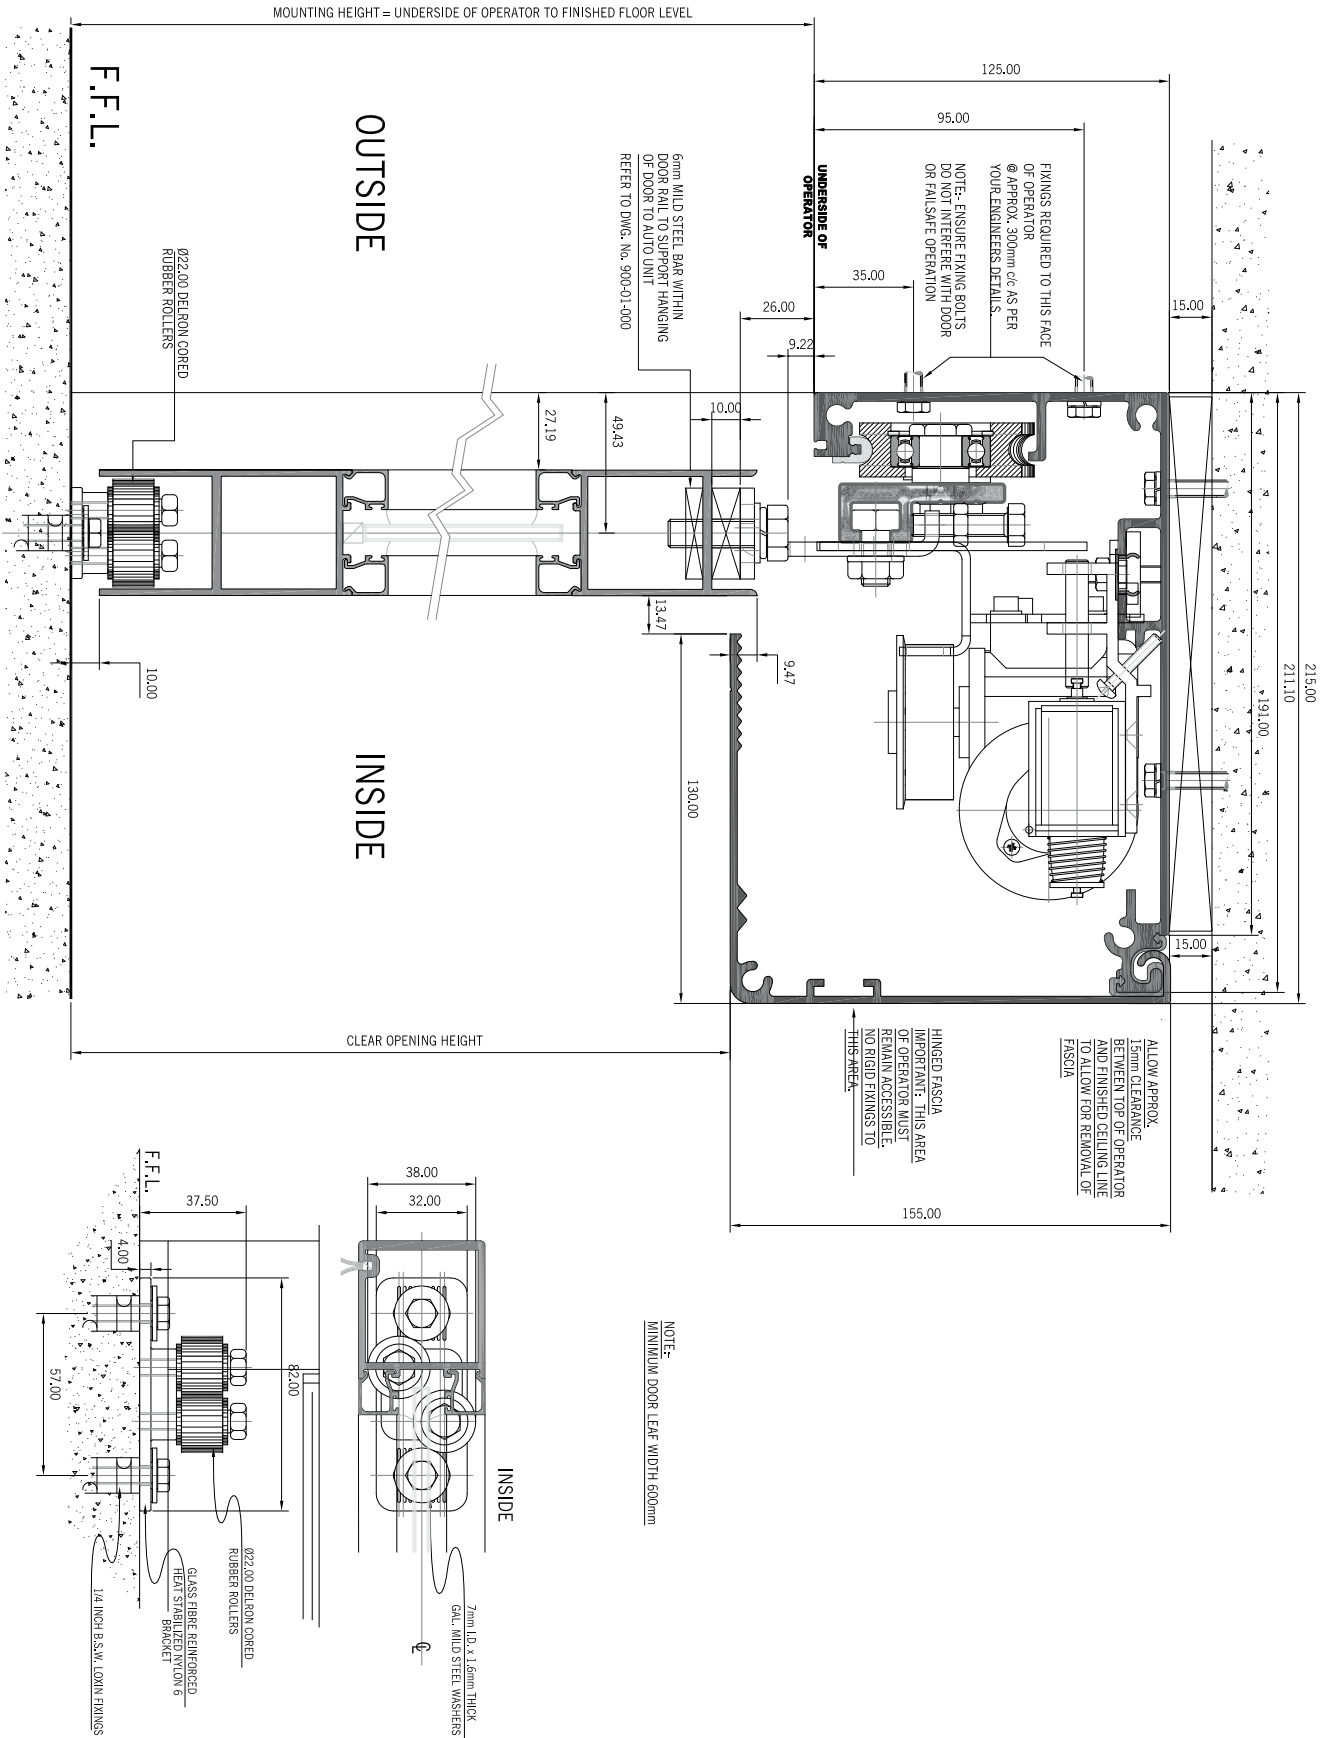 MOUNTING HEIGHT = UNDERSIDE OF OPERATOR TO FINISHED FLOOR LEVEL
F.F.L.
OUTSIDE
125.00
95.00
FIXINGS REQUIRED TO THIS FACE
OF OPERATOR
@ APPROX. 300mm c/c AS PER
YOUR ENGINEERS DETAILS.
NOTE:- ENSURE FIXING BOLTS
DO NOT INTERFERE WITH DOOR
OR FAILSAFE OPERATION
UNDERSIDE OF
OPERATOR
6mm MILD STEEL BAR WITHIN
DOOR RAIL TO SUPPORT HANGING
OF DOOR TO AUTO UNIT
REFER TO DWG. No. 900-01-000
Ø22.00 DELRON CORED
RUBBER ROLLERS
35.00
26.00
9.22
15.00
10.00
49.43
27.19
13.47
9.47
10.00
130.00
215.00
211.10
191.00
15.00
INSIDE
CLEAR OPENING HEIGHT
HINGED FASCIA
IMPORTANT: THIS AREA
OF OPERATOR MUST
REMAIN ACCESSIBLE.
NO RIGID FIXINGS TO
THIS AREA.
ALLOW APPROX.
15mm CLEARANCE
BETWEEN TOP OF OPERATOR
AND FINISHED CEILING LINE
TO ALLOW FOR REMOVAL OF
FASCIA
155.00
F.F.L.
37.50
4.00
82.00
57.00
38.00
32.00
INSIDE
NOTE:-
MINIMUM DOOR LEAF WIDTH 600mm
7mm I.D. x 1.6mm THICK
GAL. MILD STEEL WASHERS
Ø22.00 DELRON CORED
RUBBER ROLLERS
GLASS FIBRE REINFORCED
HEAT STABILIZED NYLON 6
BRACKET
1/4 INCH B.S.W. LOXIN FIXINGS